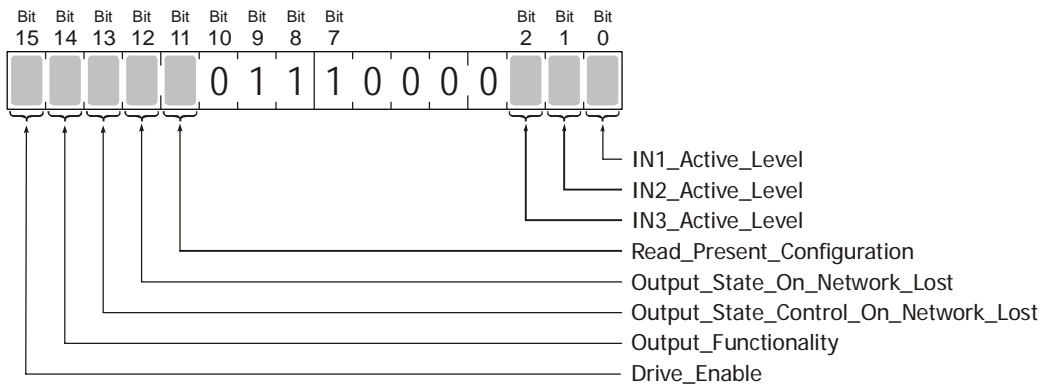 Bit Bit Bit Bit Bit Bit Bit Bit Bit Bit Bit Bit
15 14 13 12 11 10 9 8 7 2 1 0
0 1 1 1 0 0 0 0
IN1_Active_Level
IN2_Active_Level
IN3_Active_Level
Read_Present_Configuration
Output_State_On_Network_Lost
Output_State_Control_On_Network_Lost
Output_Functionality
Drive_Enable